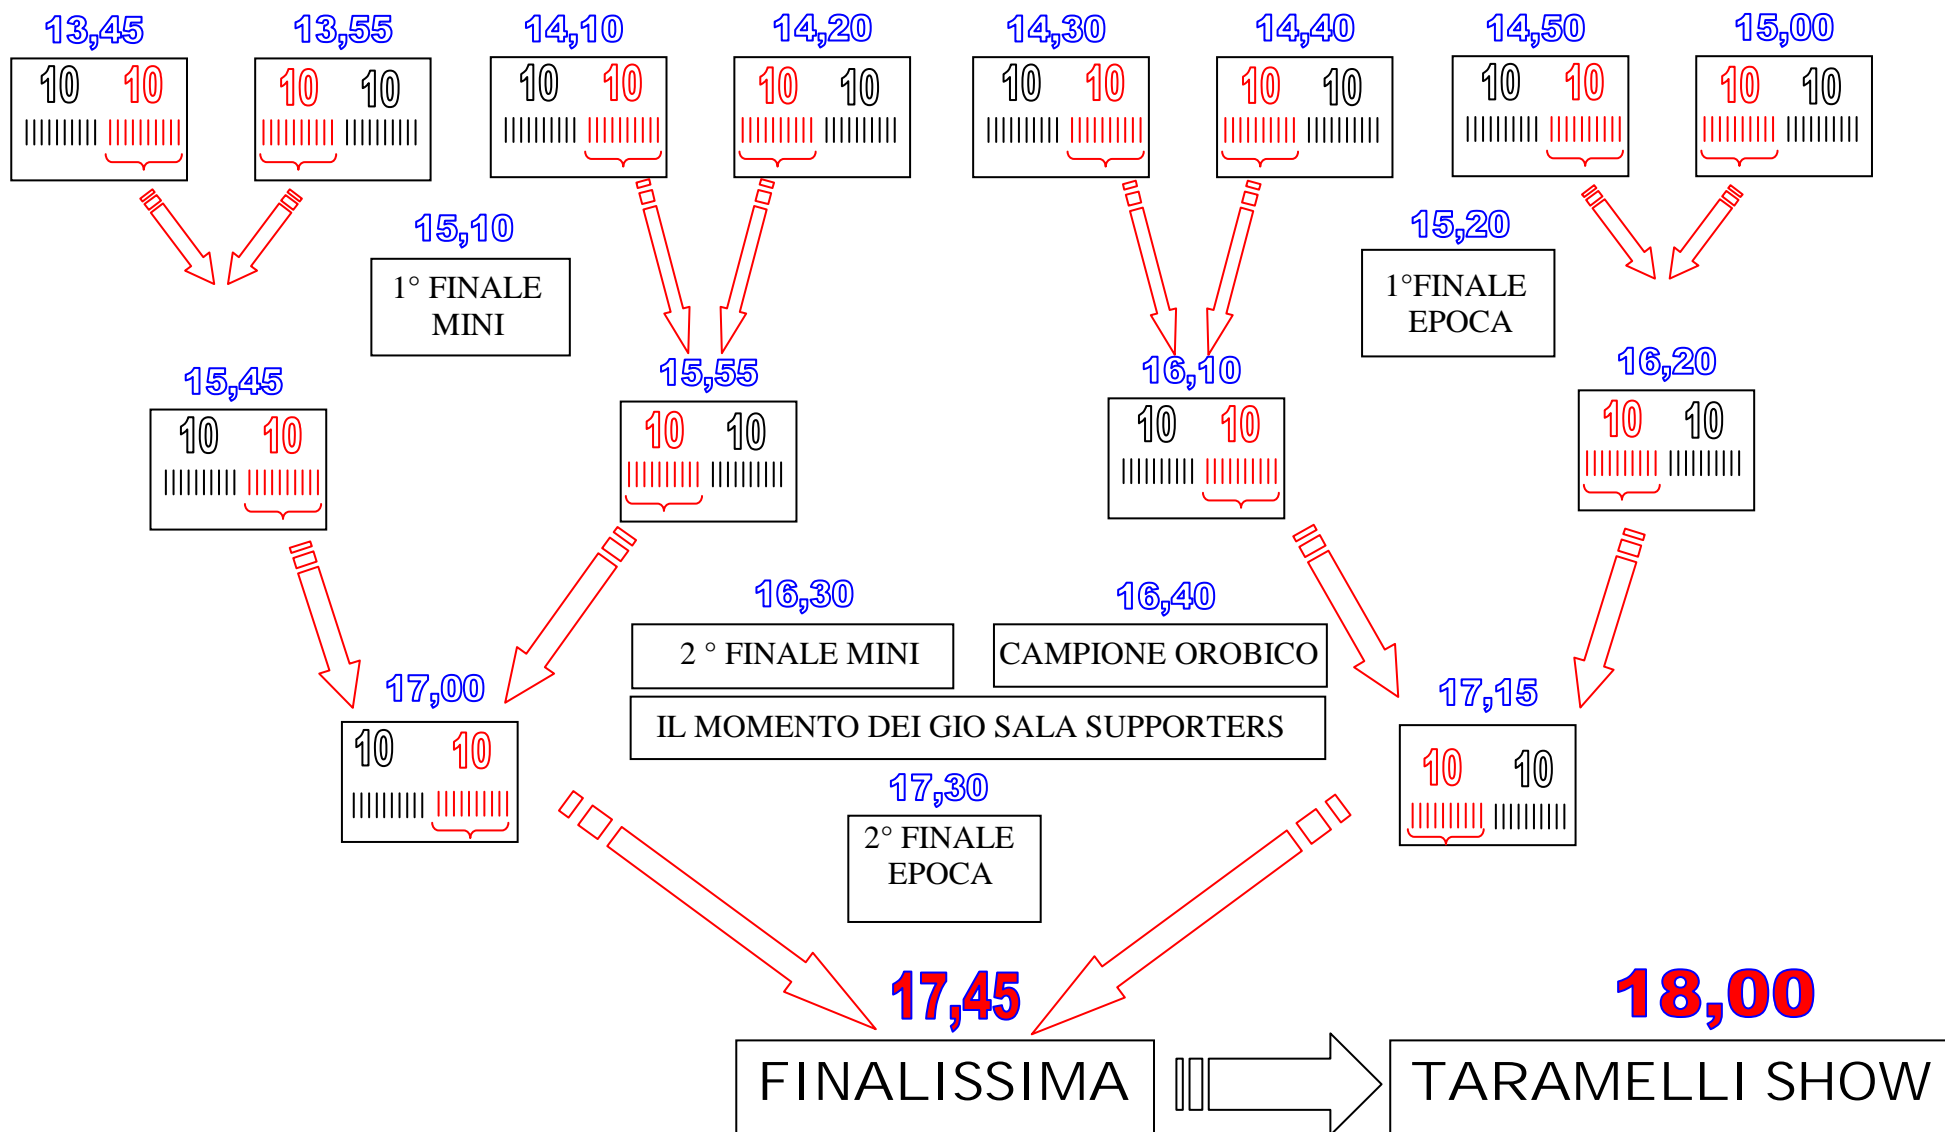 13,45 13,55 14,10 14,20 14,30 14,40 14,50 15,00
10 10 10 10 10 10 10 10 10 10 10 10 10 10 10 10
15,10 15,20
1° FINALE
MINI
1°FINALE
EPOCA
15,45 15,55 16,10 16,20
10 10 10 10 10 10 10 10
16,30 16,40
2 ° FINALE MINI
CAMPIONE OROBICO
17,00 17,15
IL MOMENTO DEI GIO SALA SUPPORTERS
10 10 10 10
17,30
2° FINALE
EPOCA
17,45 18,00
FINALISSIMA
TARAMELLI SHOW